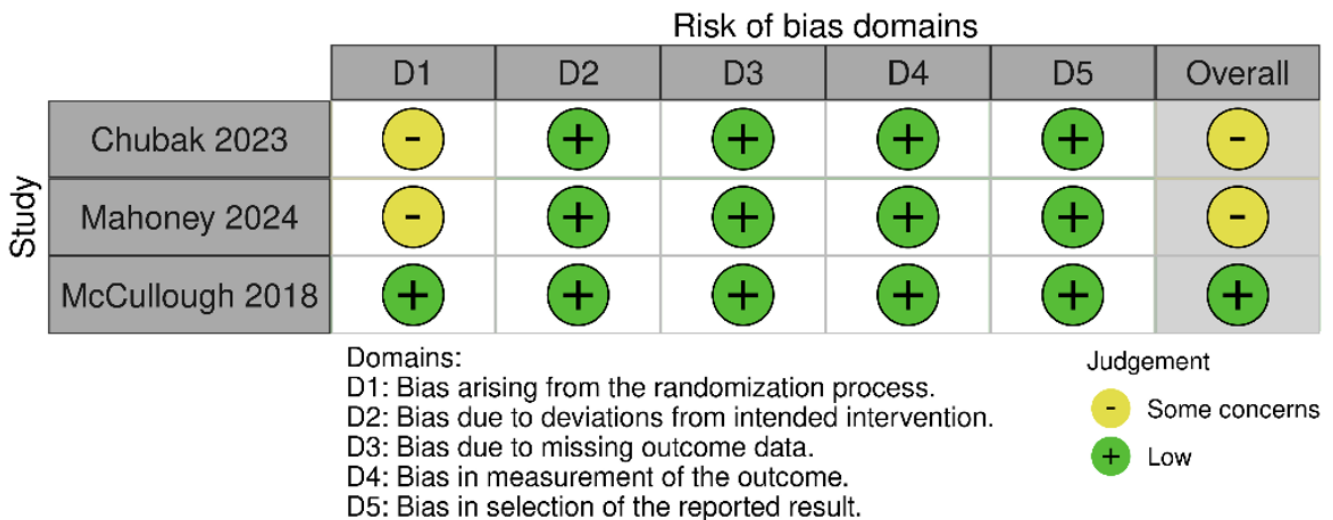 Risk of bias domains
D1 D2 D3 D4 D5 Overall
Study
Chubak 2023 - + + + + -
Mahoney 2024 - + + + + -
McCullough 2018 + + + + + +
Domains:
D1: Bias arising from the randomization process.
D2: Bias due to deviations from intended intervention.
D3: Bias due to missing outcome data.
D4: Bias in measurement of the outcome.
D5: Bias in selection of the reported result.
Judgement
- Some concerns
+ Low